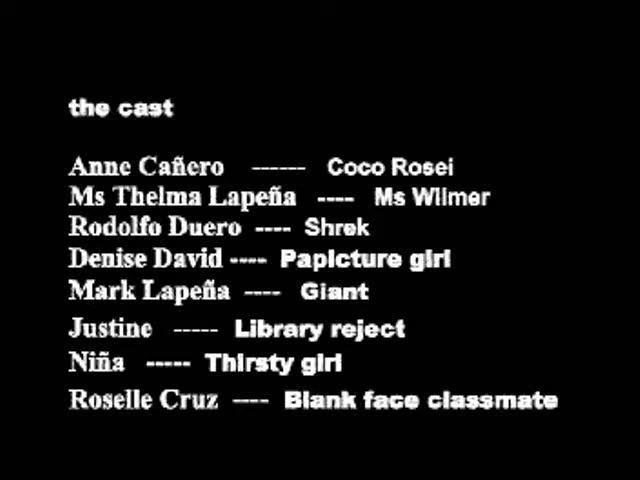 the cast
Anne Cañero ------ Coco Rosei
Ms Thelma Lapeña ---- Ms Wilmer
Rodolfo Duero ---- Shrek
Denise David ---- Papicture girl
Mark Lapeña ---- Giant
Justine ----- Library reject
Niña ----- Thirsty girl
Roselle Cruz ---- Blank face classmate